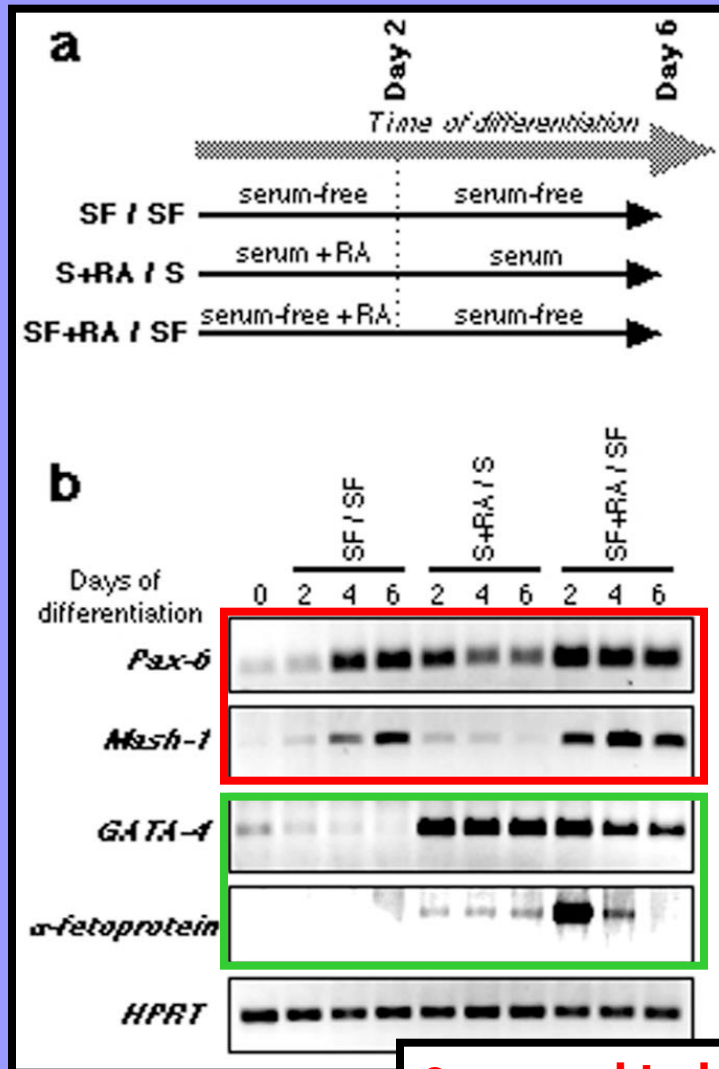 a
Day 2
Day 6
Time of differentiation
serum-free serum-free
SF / SF
serum + RA serum
S+RA / S
serum-free + RA serum-free
SF+RA / SF
b
SF / SF
S+RA / S
SF+RA / SF
Days of
differentiation
0 2 4 6 2 4 6 2 4 6
Pax-6
Mash-1
GATA-4
α-fetoprotein
HPRT